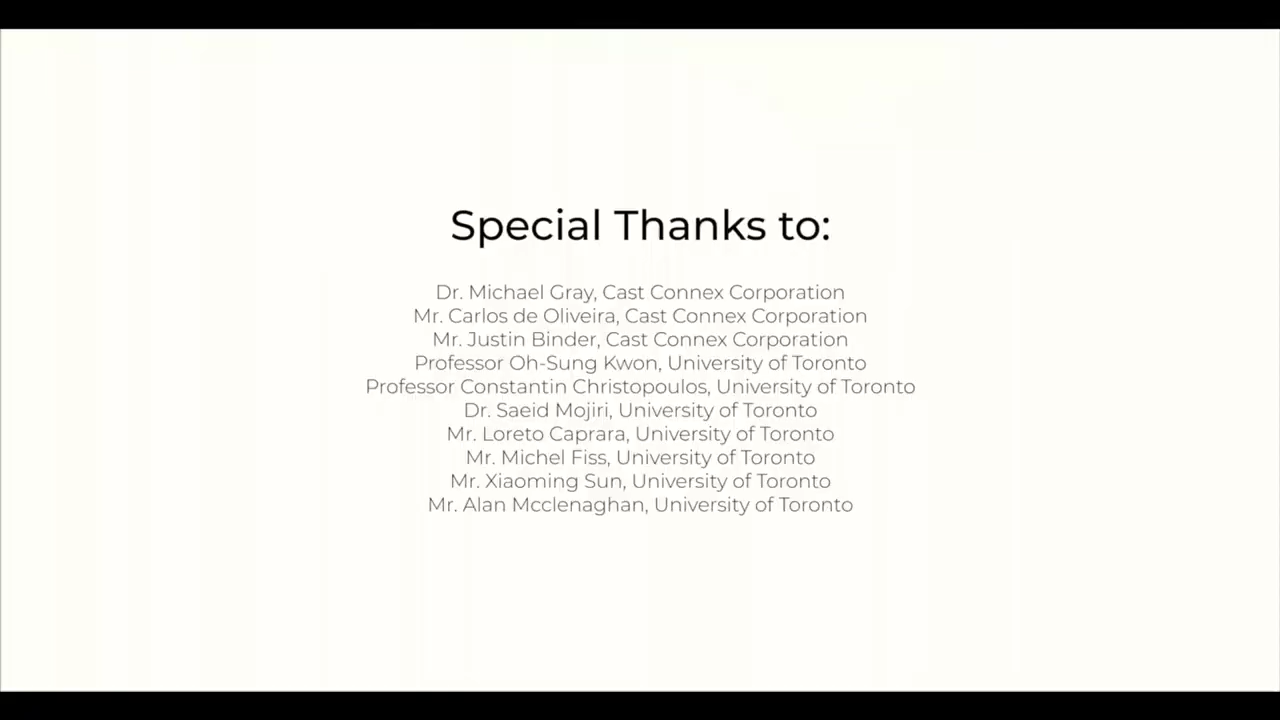 Special Thanks to:
Dr. Michael Gray, Cast Connex Corporation
Mr. Carlos de Oliveira, Cast Connex Corporation
Mr. Justin Binder, Cast Connex Corporation
Professor Oh-Sung Kwon, University of Toronto
Professor Constantin Christopoulos, University of Toronto
Dr. Saeid Mojiri, University of Toronto
Mr. Loreto Caprara, University of Toronto
Mr. Michel Fiss, University of Toronto
Mr. Xiaoming Sun, University of Toronto
Mr. Alan Mcclenaghan, University of Toronto